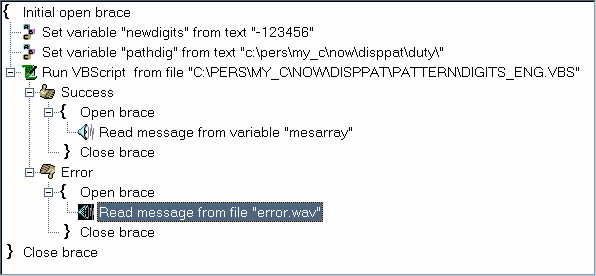 { Initial open brace
Set variable "newdigits" from text "-123456"
Set variable "pathdig" from text "c:\pers\my_c\now\disppat\duty\"
Run VBScript from file "C:\PERS\MY_C\NOW\DISPPAT\PATTERN\DIGITS_ENG.VBS"
Success
{ Open brace
Read message from variable "mesarray"
} Close brace
Error
{ Open brace
Read message from file "error.wav"
} Close brace
} Close brace